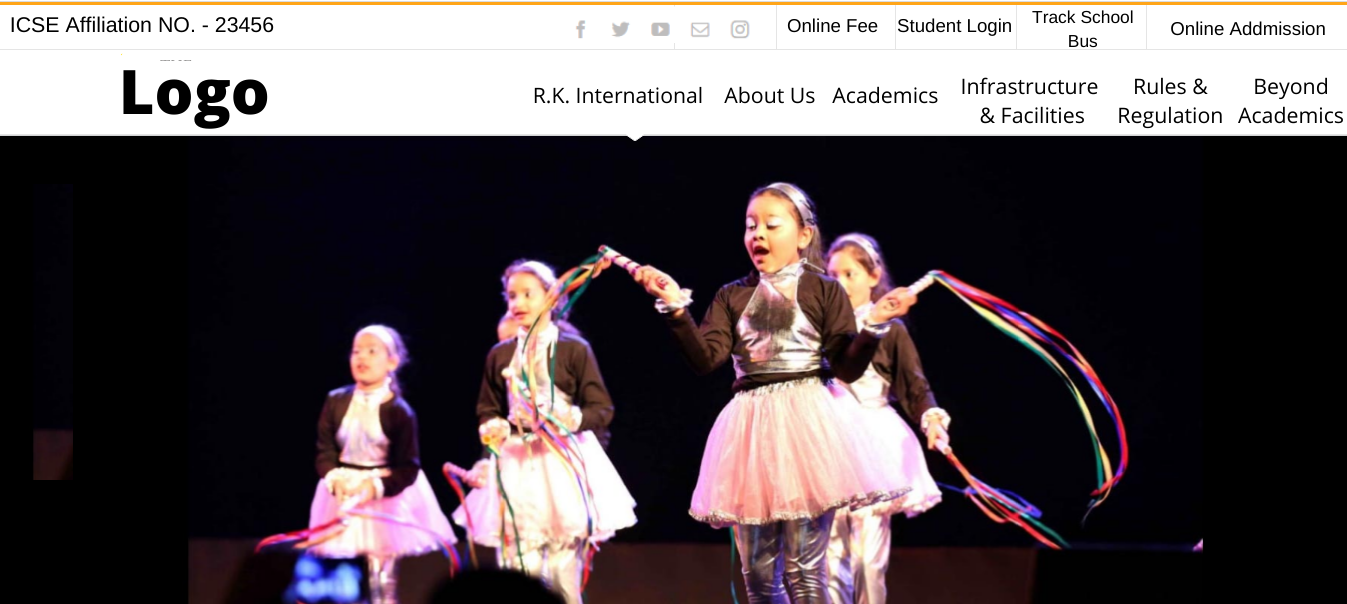 ICSE Affiliation NO. - 23456
Online Fee
Student Login
Track School
Bus
Online Addmission
Logo
R.K. International
About Us
Academics
Infrastructure
& Facilities
Rules &
Regulation
Beyond
Academics